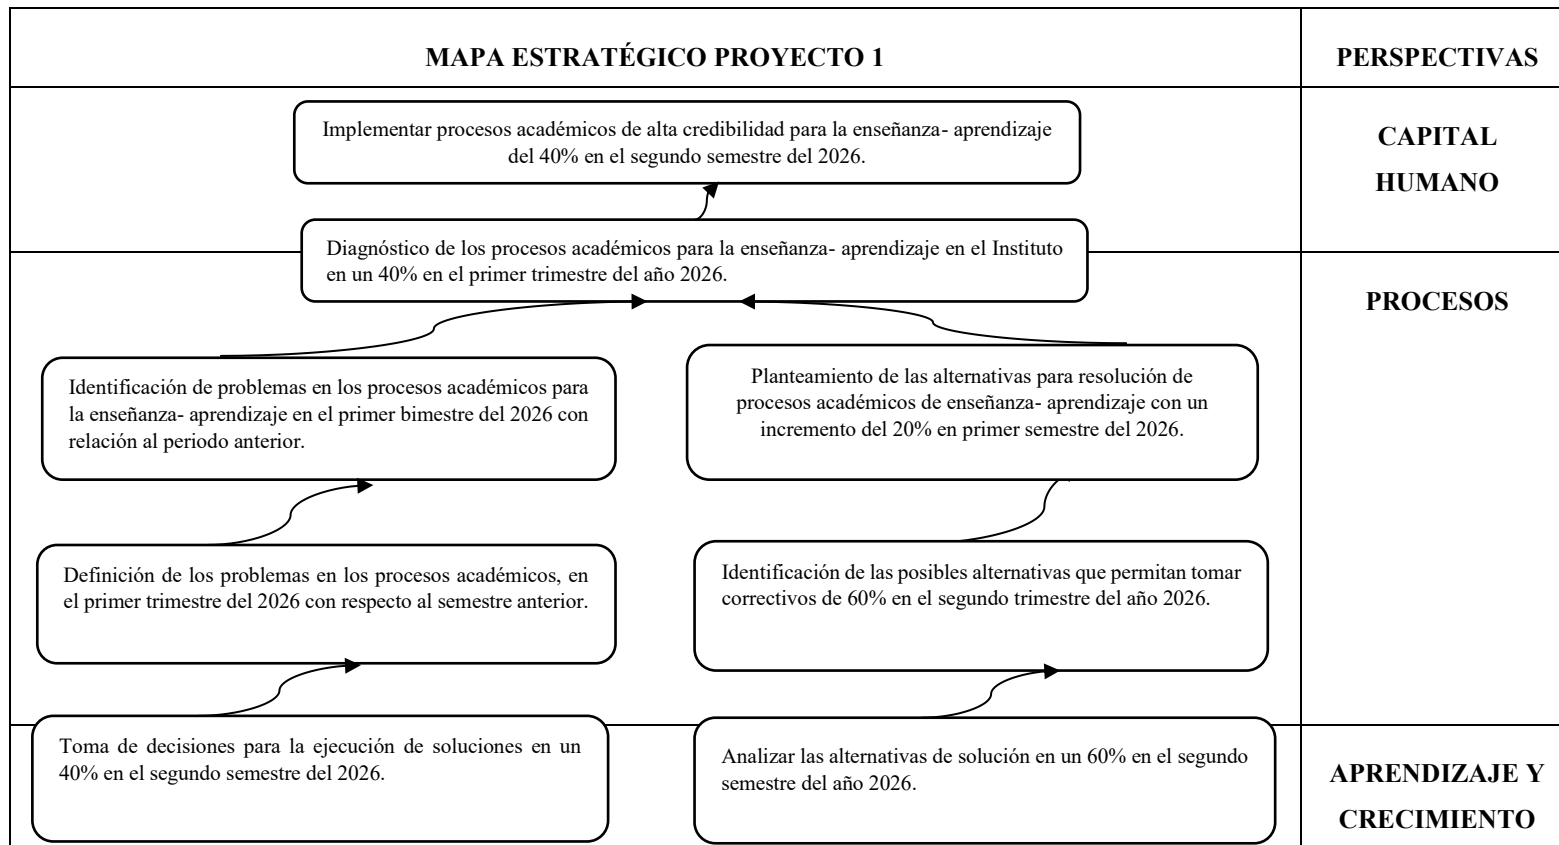 MAPA ESTRATÉGICO PROYECTO 1
PERSPECTIVAS
Implementar procesos académicos de alta credibilidad para la enseñanza- aprendizaje
del 40% en el segundo semestre del 2026.
CAPITAL
HUMANO
Diagnóstico de los procesos académicos para la enseñanza- aprendizaje en el Instituto
en un 40% en el primer trimestre del año 2026.
PROCESOS
Identificación de problemas en los procesos académicos para
la enseñanza- aprendizaje en el primer bimestre del 2026 con
relación al periodo anterior.
Planteamiento de las alternativas para resolución de
procesos académicos de enseñanza- aprendizaje con un
incremento del 20% en primer semestre del 2026.
Definición de los problemas en los procesos académicos, en
el primer trimestre del 2026 con respecto al semestre anterior.
Identificación de las posibles alternativas que permitan tomar
correctivos de 60% en el segundo trimestre del año 2026.
Toma de decisiones para la ejecución de soluciones en un
40% en el segundo semestre del 2026.
Analizar las alternativas de solución en un 60% en el segundo
semestre del año 2026.
APRENDIZAJE Y
CRECIMIENTO